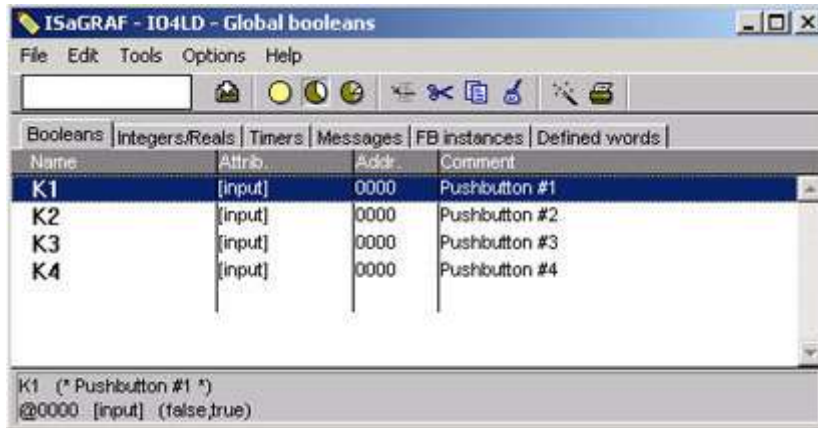 ISaGRAF - IO4LD - Global booleans
File Edit Tools Options Help
Booleans Integers/Reals Timers Messages FB instances Defined words
Name Attrib. Addr. Comment
K1 [input] 0000 Pushbutton #1
K2 [input] 0000 Pushbutton #2
K3 [input] 0000 Pushbutton #3
K4 [input] 0000 Pushbutton #4
K1 (* Pushbutton #1 *)
@0000 [input] (false,true)